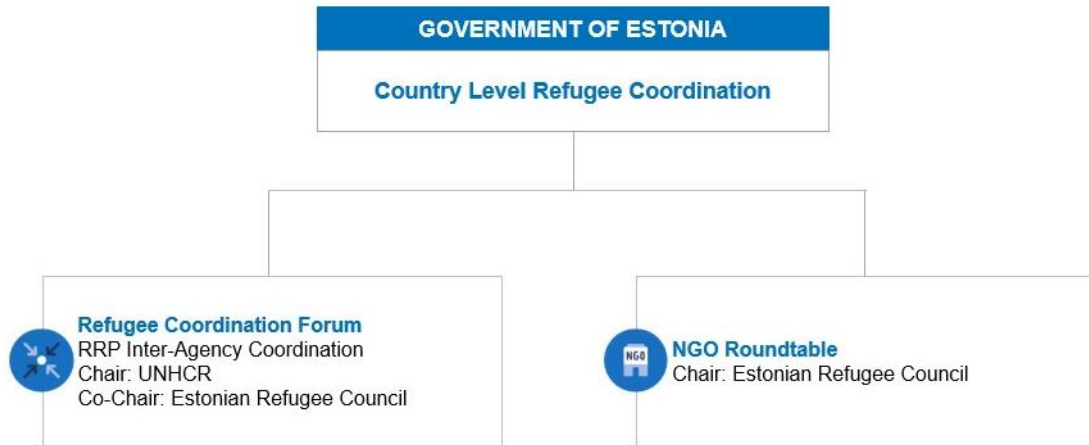 GOVERNMENT OF ESTONIA
Country Level Refugee Coordination
Refugee Coordination Forum
RRP Inter-Agency Coordination
Chair: UNHCR
Co-Chair: Estonian Refugee Council
NGO
NGO Roundtable
Chair: Estonian Refugee Council